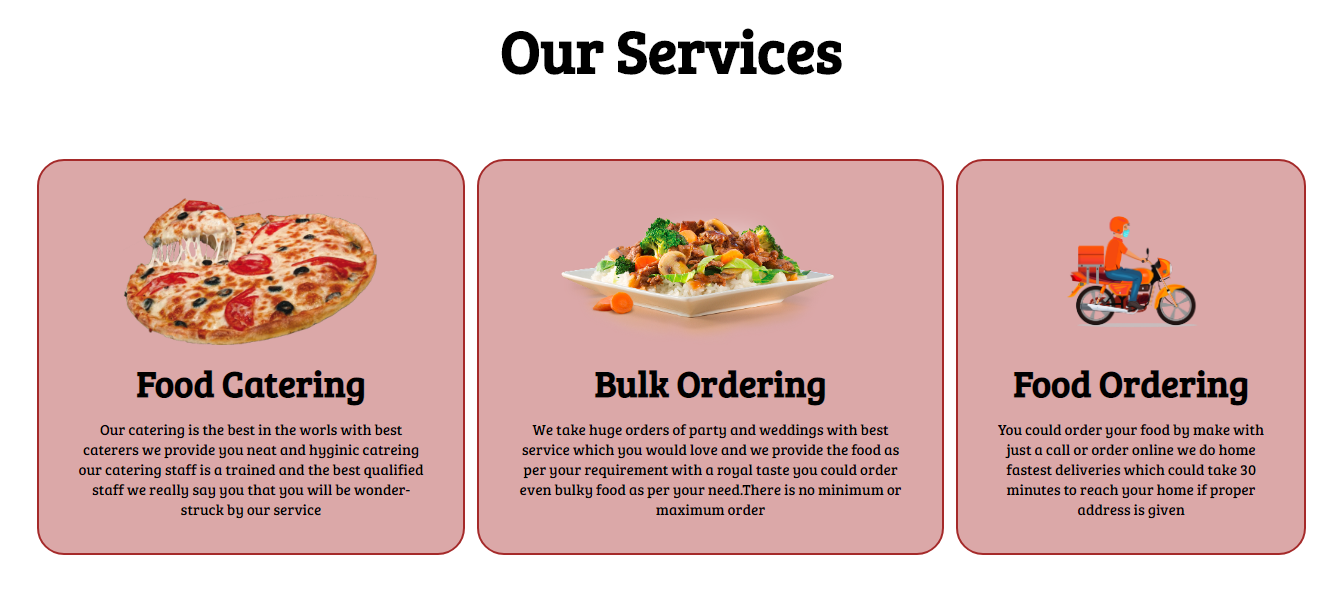 Our Services
Food Catering
Our catering is the best in the worls with best
caterers we provide you neat and hyginic catreing
our catering staff is a trained and the best qualified
staff we really say you that you will be wonder-
struck by our service
Bulk Ordering
We take huge orders of party and weddings with best
service which you would love and we provide the food as
per your requirement with a royal taste you could order
even bulky food as per your need.There is no minimum or
maximum order
Food Ordering
You could order your food by make with
just a call or order online we do home
fastest deliveries which could take 30
minutes to reach your home if proper
address is given